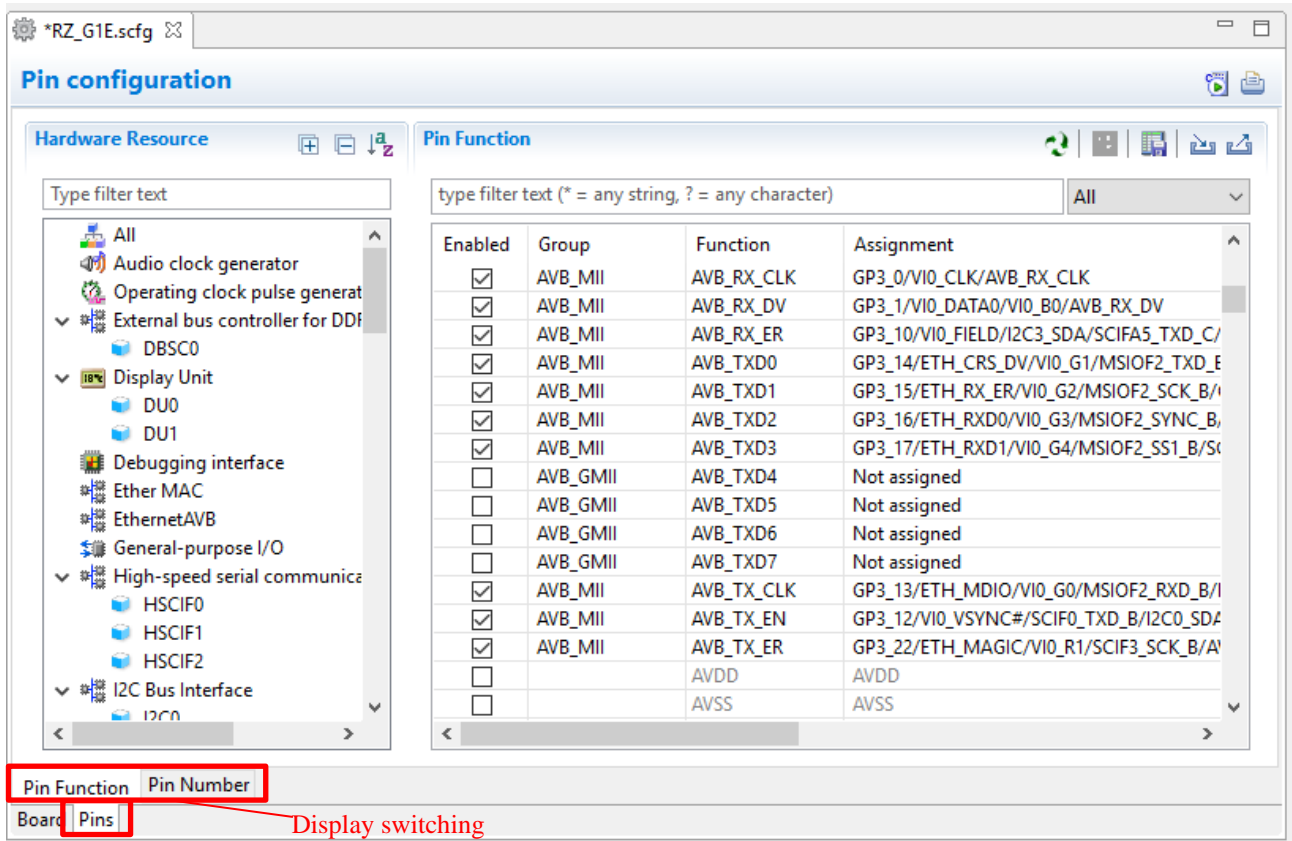 *RZ_G1E.scfg
Pin configuration
Hardware Resource
Type filter text
All
Audio clock generator
Operating clock pulse generat
External bus controller for DDF
DBSC0
Display Unit
DU0
DU1
Debugging interface
Ether MAC
EthernetAVB
General-purpose I/O
High-speed serial communica
HSCIF0
HSCIF1
HSCIF2
I2C Bus Interface
I2C0
Pin Function
type filter text (* = any string, ? = any character)
All
Enabled Group Function Assignment
AVB_MII AVB_RX_CLK GP3_0/VI0_CLK/AVB_RX_CLK
AVB_MII AVB_RX_DV GP3_1/VI0_DATA0/VI0_B0/AVB_RX_DV
AVB_MII AVB_RX_ER GP3_10/VI0_FIELD/I2C3_SDA/SCIFA5_TXD_C/
AVB_MII AVB_TXD0 GP3_14/ETH_CRS_DV/VI0_G1/MSIOF2_TXD_E
AVB_MII AVB_TXD1 GP3_15/ETH_RX_ER/VI0_G2/MSIOF2_SCK_B/
AVB_MII AVB_TXD2 GP3_16/ETH_RXD0/VI0_G3/MSIOF2_SYNC_B,
AVB_MII AVB_TXD3 GP3_17/ETH_RXD1/VI0_G4/MSIOF2_SS1_B/S
AVB_GMII AVB_TXD4 Not assigned
AVB_GMII AVB_TXD5 Not assigned
AVB_GMII AVB_TXD6 Not assigned
AVB_GMII AVB_TXD7 Not assigned
AVB_MII AVB_TX_CLK GP3_13/ETH_MDIO/VI0_G0/MSIOF2_RXD_B/
AVB_MII AVB_TX_EN GP3_12/VI0_VSYNC#/SCIF0_TXD_B/I2C0_SDA
AVB_MII AVB_TX_ER GP3_22/ETH_MAGIC/VI0_R1/SCIF3_SCK_B/A
AVDD AVDD
AVSS AVSS
Pin Function Pin Number
Board Pins
Display switching